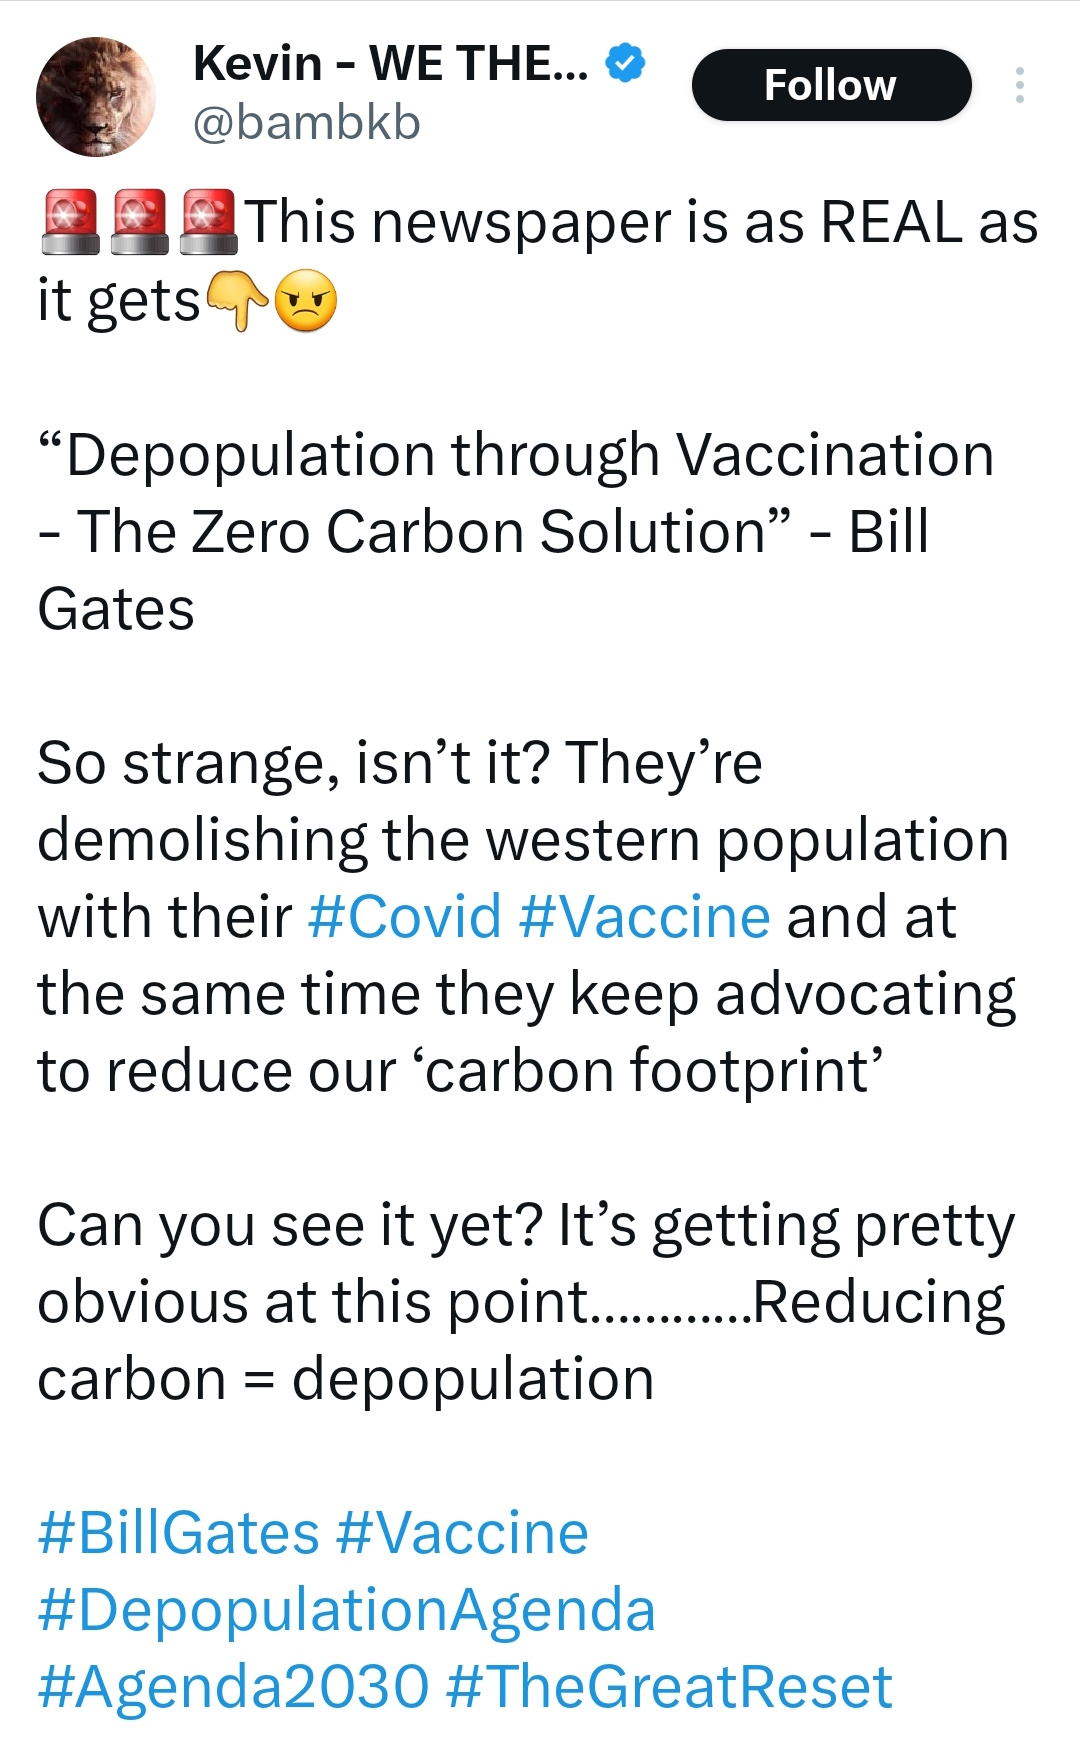 Kevin - WE THE...
@bambkb
Follow
🚨🚨🚨This newspaper is as REAL as
it gets👇😠
“Depopulation through Vaccination
- The Zero Carbon Solution” - Bill
Gates
So strange, isn’t it? They’re
demolishing the western population
with their #Covid #Vaccine and at
the same time they keep advocating
to reduce our ‘carbon footprint’
Can you see it yet? It’s getting pretty
obvious at this point............Reducing
carbon = depopulation
#BillGates #Vaccine
#DepopulationAgenda
#Agenda2030 #TheGreatReset